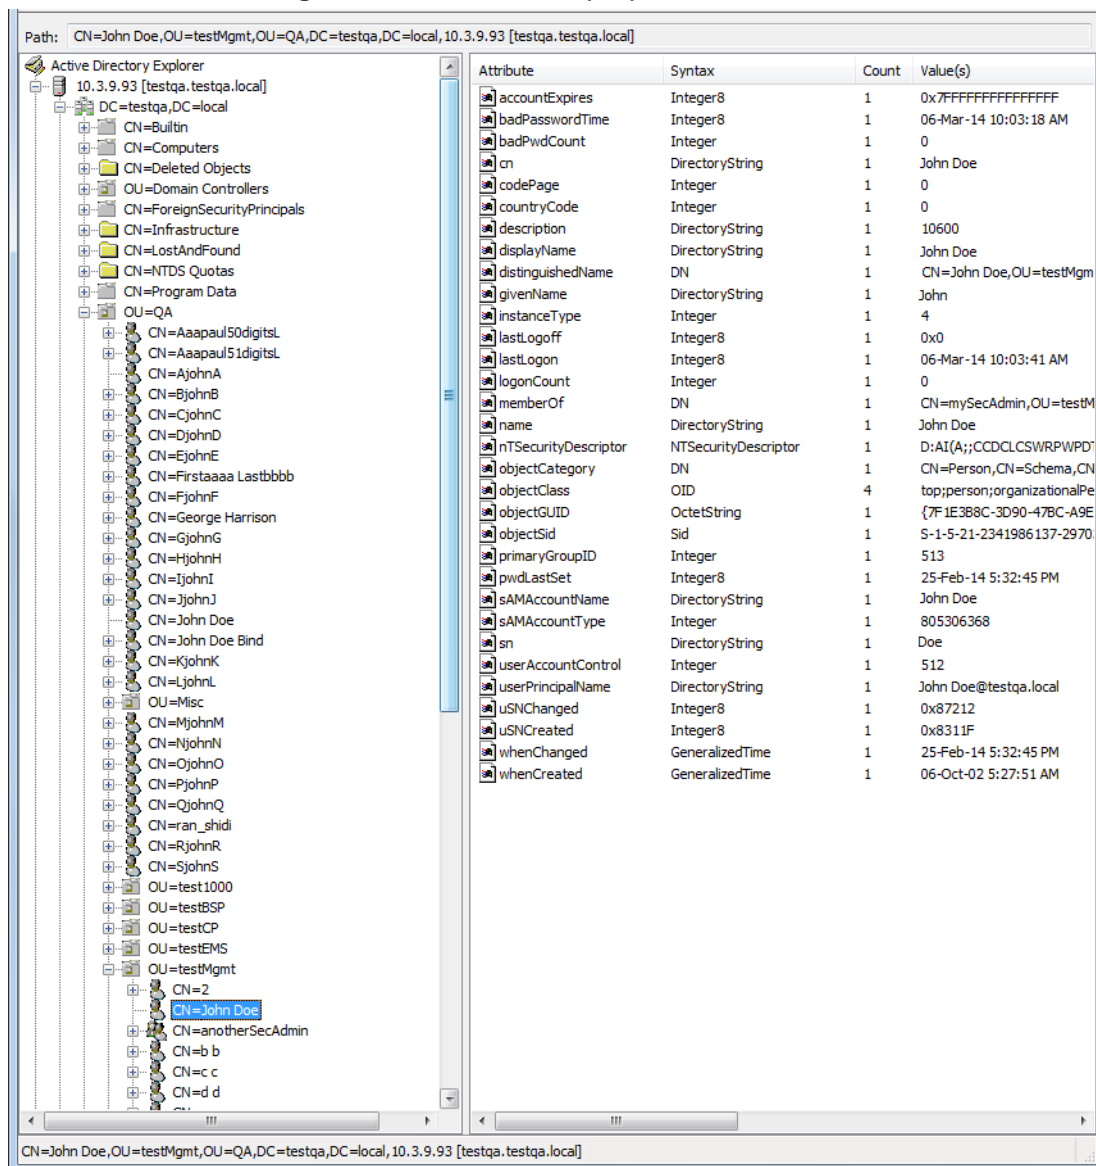 Path: CN=John Doe,OU=testMgmt,OU=QA,DC=testqa,DC=local,10.3.9.93 [testqa.testqa.local]
Active Directory Explorer
10.3.9.93 [testqa.testqa.local]
DC=testqa,DC=local
CN=Builtin
CN=Computers
CN=Deleted Objects
OU=Domain Controllers
CN=ForeignSecurityPrincipals
CN=Infrastructure
CN=LostAndFound
CN=NTDS Quotas
CN=Program Data
OU=QA
CN=Aaapaul50digitsL
CN=Aaapaul51digitsL
CN=AjohnA
CN=BjohnB
CN=CjohnC
CN=DjohnD
CN=EjohnE
CN=Firstaaaa Lastbbbb
CN=FjohnF
CN=George Harrison
CN=GjohnG
CN=HjohnH
CN=IjohnI
CN=JjohnJ
CN=John Doe
CN=John Doe Bind
CN=KjohnK
CN=LjohnL
OU=Misc
CN=MjohnM
CN=NjohnN
CN=OjohnO
CN=PjohnP
CN=QjohnQ
CN=ran_shidi
CN=RjohnR
CN=SjohnS
OU=test1000
OU=testBSP
OU=testCP
OU=testEMS
OU=testMgmt
CN=2
CN=John Doe
CN=anotherSecAdmin
CN=b b
CN=c c
CN=d d
Attribute Syntax Count Value(s)
accountExpires Integer8 1 0x7FFFFFFFFFFFFFFF
badPasswordTime Integer8 1 06-Mar-14 10:03:18 AM
badPwdCount Integer 1 0
cn DirectoryString 1 John Doe
codePage Integer 1 0
countryCode Integer 1 0
description DirectoryString 1 10600
displayName DirectoryString 1 John Doe
distinguishedName DN 1 CN=John Doe,OU=testMgm
givenName DirectoryString 1 John
instanceType Integer 1 4
lastLogoff Integer8 1 0x0
lastLogon Integer8 1 06-Mar-14 10:03:41 AM
logonCount Integer 1 0
memberOf DN 1 CN=mySecAdmin,OU=testM
name DirectoryString 1 John Doe
nTSecurityDescriptor NTSecurityDescriptor 1 D:AI(A;;CCDCLCSWRPWPDT
objectCategory DN 1 CN=Person,CN=Schema,CN
objectClass OID 4 top;person;organizationalPe
objectGUID OctetString 1 {7F1E3B8C-3D90-47BC-A9E
objectSid Sid 1 S-1-5-21-2341986137-2970
primaryGroupID Integer 1 513
pwdLastSet Integer8 1 25-Feb-14 5:32:45 PM
sAMAccountName DirectoryString 1 John Doe
sAMAccountType Integer 1 805306368
sn DirectoryString 1 Doe
userAccountControl Integer 1 512
userPrincipalName DirectoryString 1 John Doe@testqa.local
uSNChanged Integer8 1 0x87212
uSNCreated Integer8 1 0x8311F
whenChanged GeneralizedTime 1 25-Feb-14 5:32:45 PM
whenCreated GeneralizedTime 1 06-Oct-02 5:27:51 AM
CN=John Doe,OU=testMgmt,OU=QA,DC=testqa,DC=local,10.3.9.93 [testqa.testqa.local]